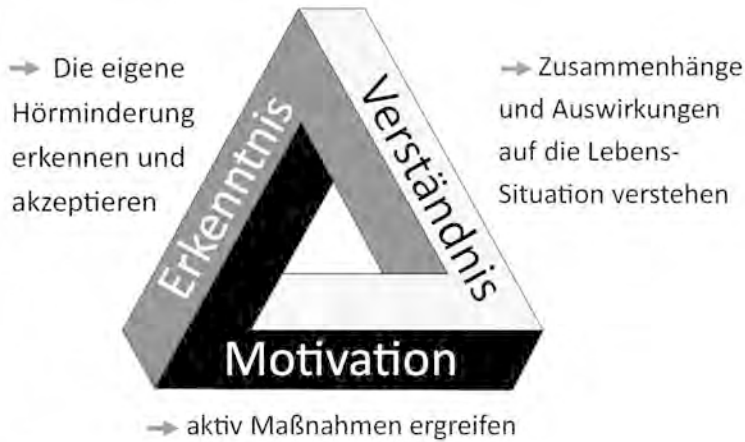 → Die eigene
Hörminderung
erkennen und
akzeptieren
Erkenntnis
Verständnis
→ Zusammenhänge
und Auswirkungen
auf die Lebens-
Situation verstehen
Motivation
→ aktiv Maßnahmen ergreifen